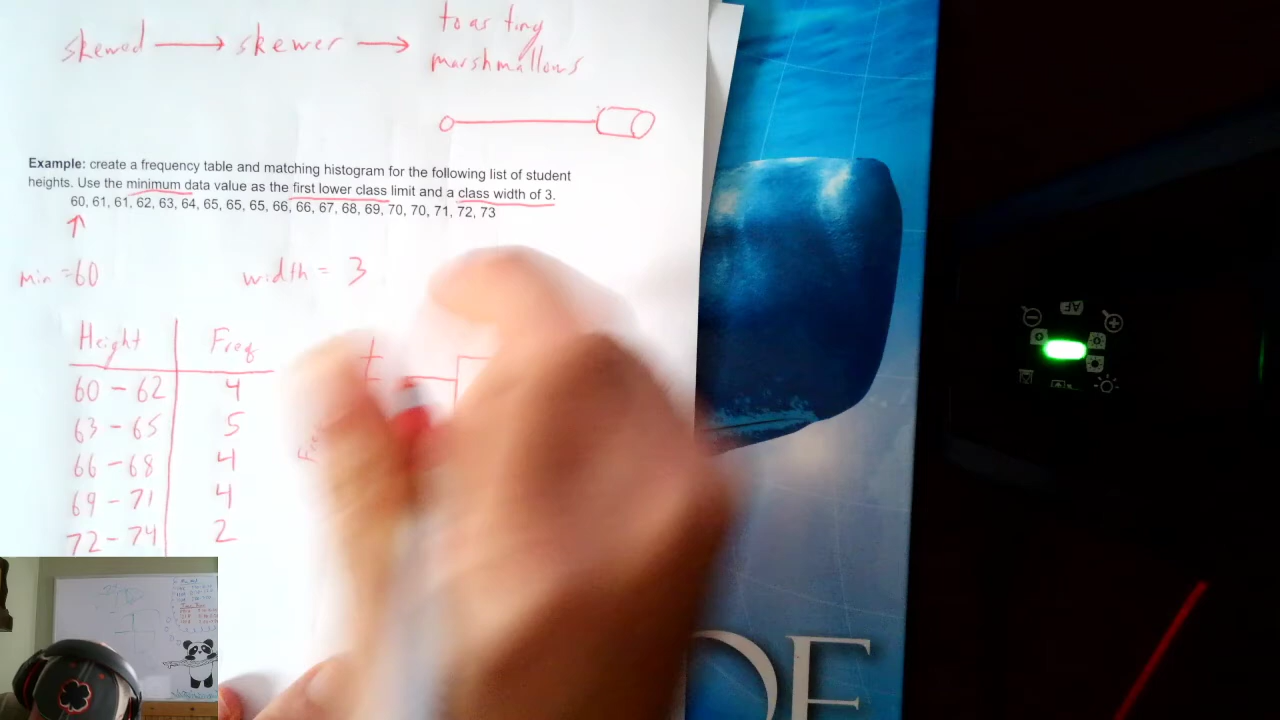 skewed → skewer → toas tiny
marshmallows
Example: create a frequency table and matching histogram for the following list of student
heights. Use the minimum data value as the first lower class limit and a class width of 3.
60, 61, 61, 62, 63, 64, 65, 65, 65, 66, 66, 67, 68, 69, 70, 70, 71, 72, 73
min = 60 width = 3
Height Freq
60 - 62 4
63 - 65 5
66 - 68 4
69 - 71 4
72 - 74 2
AF